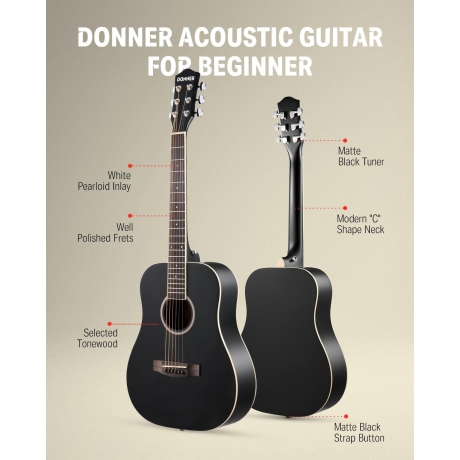 DONNER ACOUSTIC GUITAR
FOR BEGINNER
DONNER
White
Pearloid Inlay
Well
Polished Frets
Selected
Tonewood
Matte
Black Tuner
Modern "C"
Shape Neck
Matte Black
Strap Button